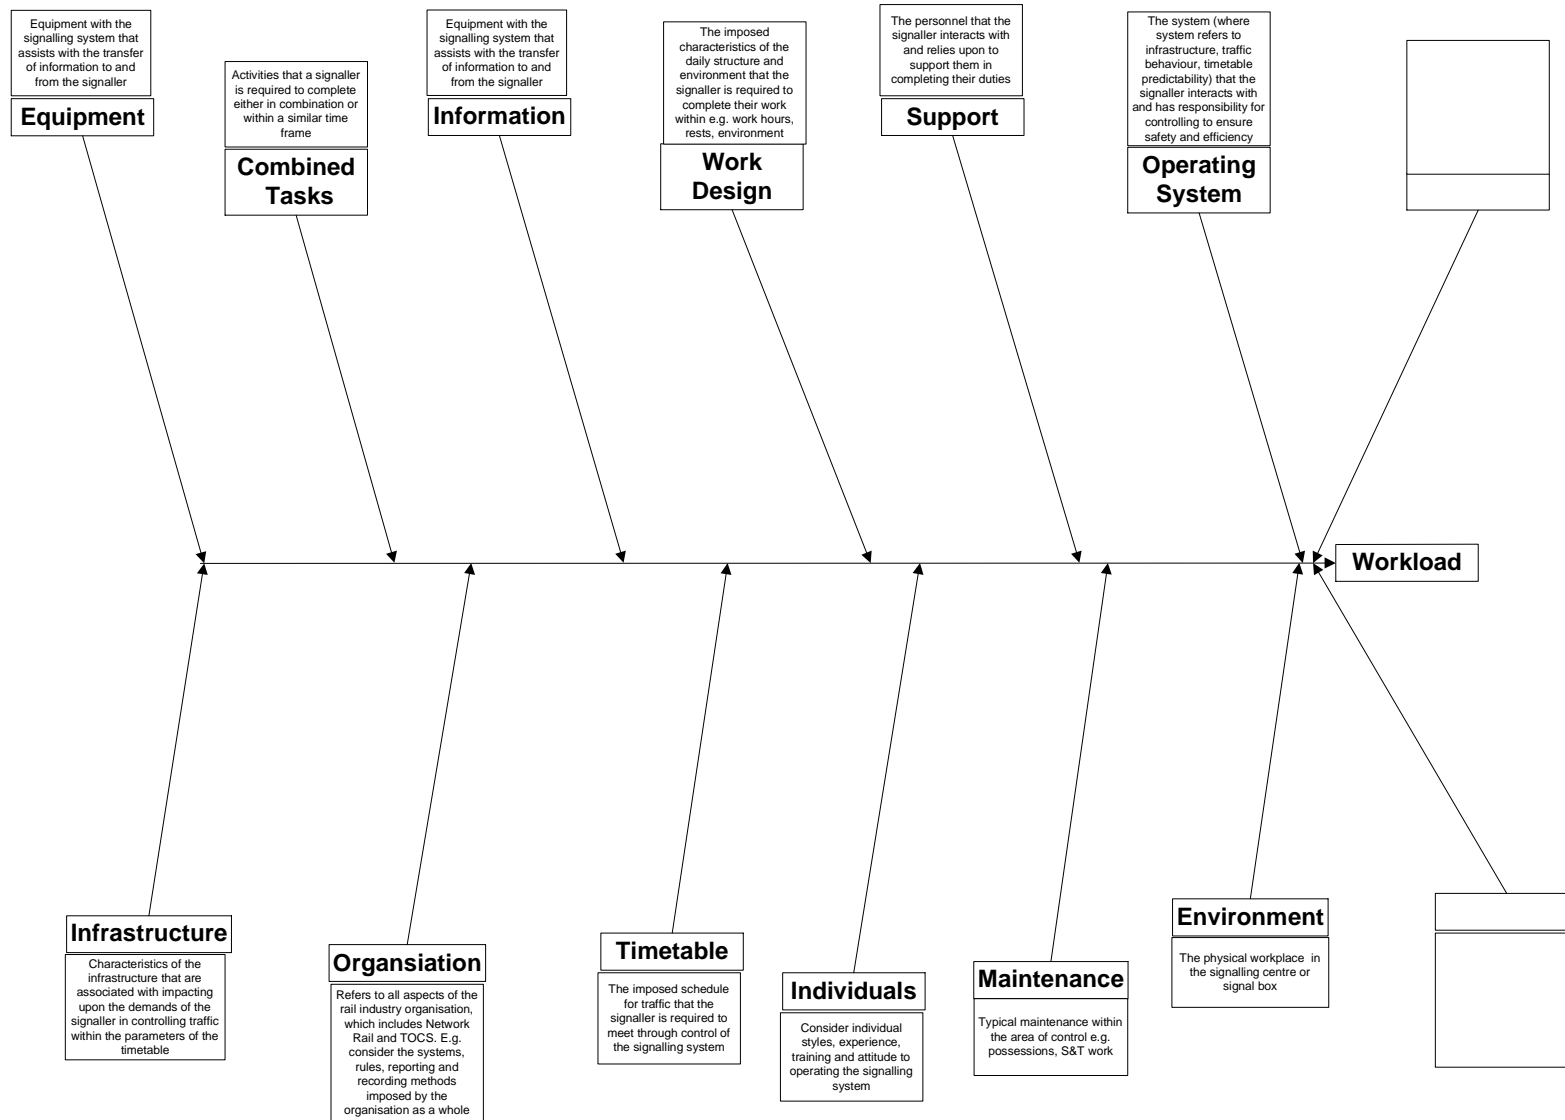 Equipment with the
signalling system that
assists with the transfer
of information to and
from the signaller
Equipment
Activities that a signaller
is required to complete
either in combination or
within a similar time
frame
Combined
Tasks
Equipment with the
signalling system that
assists with the transfer
of information to and
from the signaller
Information
The imposed
characteristics of the
daily structure and
environment that the
signaller is required to
complete their work
within e.g. work hours,
rests, environment
Work
Design
The personnel that the
signaller interacts with
and relies upon to
support them in
completing their duties
Support
The system (where
system refers to
infrastructure, traffic
behaviour, timetable
predictability) that the
signaller interacts with
and has responsibility for
controlling to ensure
safety and efficiency
Operating
System
Workload
Infrastructure
Characteristics of the
infrastructure that are
associated with impacting
upon the demands of the
signaller in controlling traffic
within the parameters of the
timetable
Organsiation
Refers to all aspects of the
rail industry organisation,
which includes Network
Rail and TOCS. E.g.
consider the systems,
rules, reporting and
recording methods
imposed by the
organisation as a whole
Timetable
The imposed schedule
for traffic that the
signaller is required to
meet through control of
the signalling system
Individuals
Consider individual
styles, experience,
training and attitude to
operating the signalling
system
Maintenance
Typical maintenance within
the area of control e.g.
possessions, S&T work
Environment
The physical workplace in
the signalling centre or
signal box